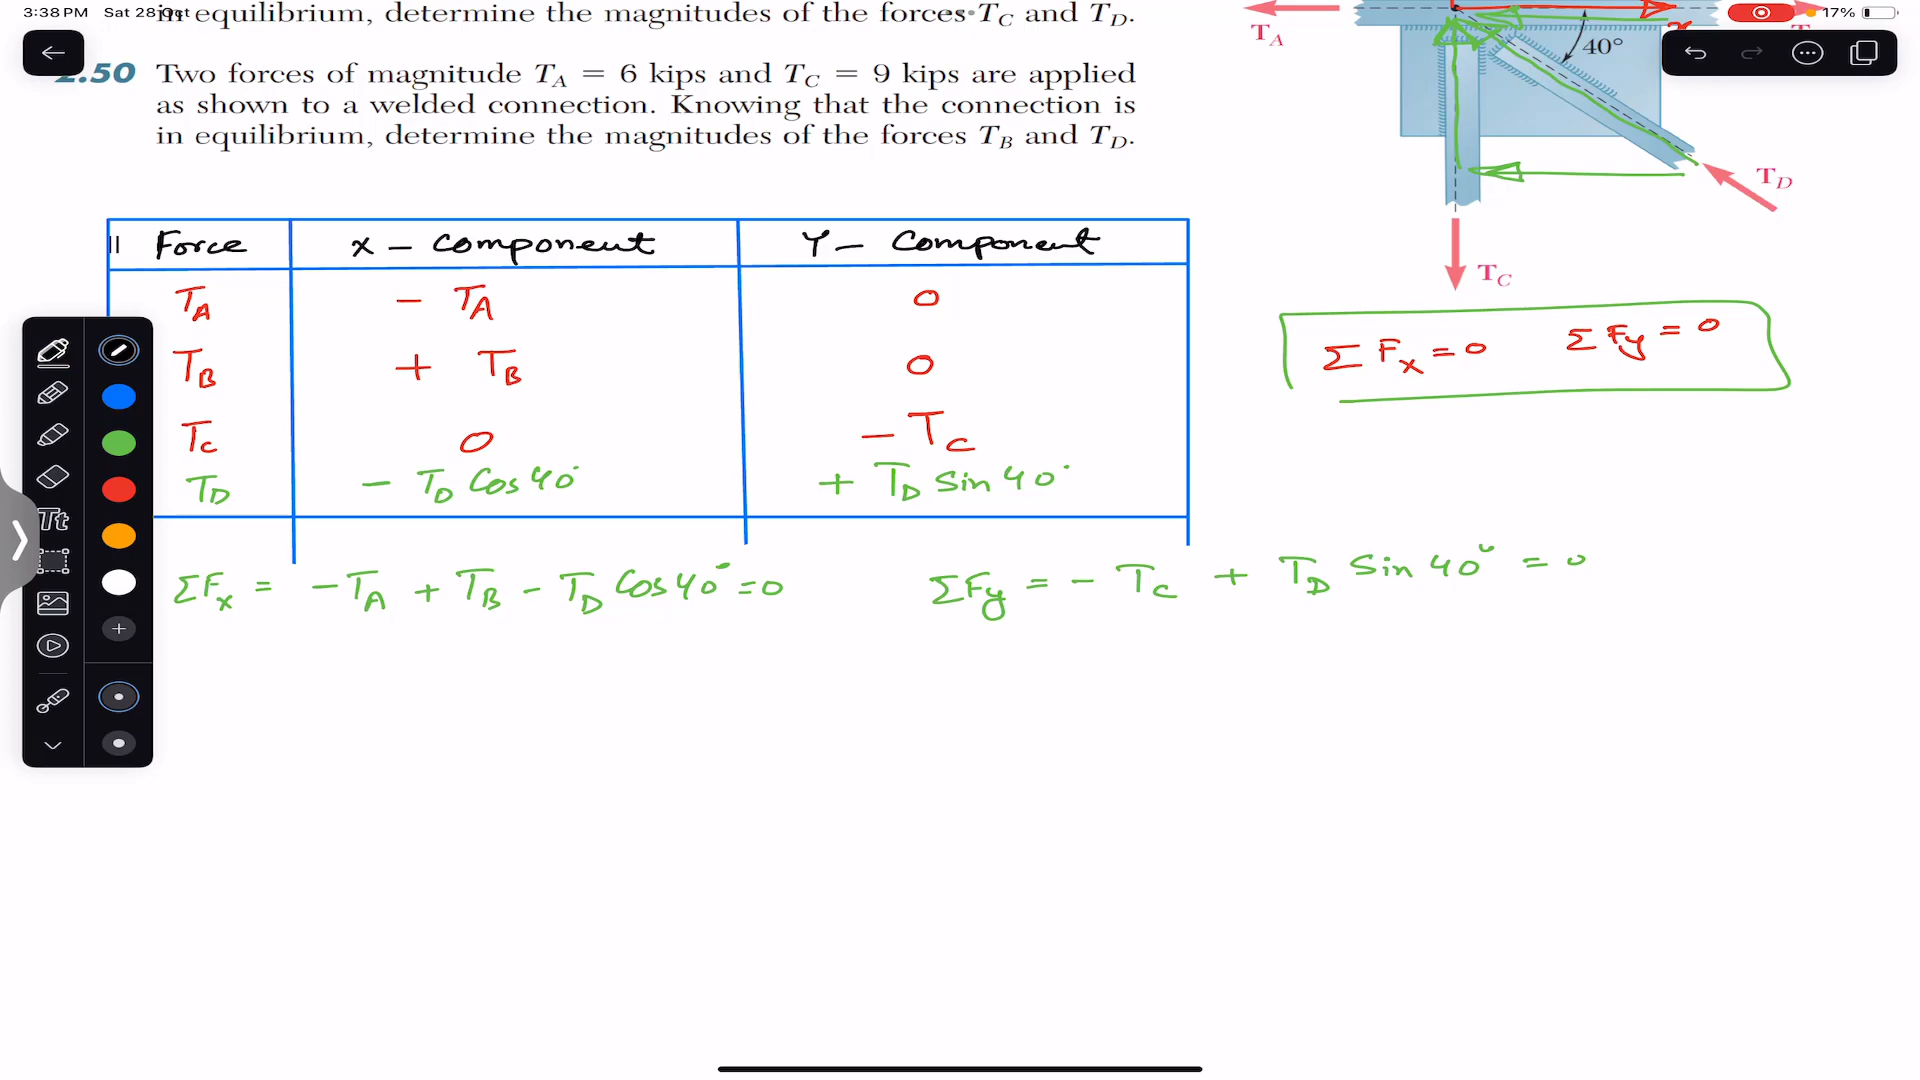 3:38 PM Sat 28 Oct
17%
in equilibrium, determine the magnitudes of the forces T_C and T_D.
2.50 Two forces of magnitude T_A = 6 kips and T_C = 9 kips are applied
as shown to a welded connection. Knowing that the connection is
in equilibrium, determine the magnitudes of the forces T_B and T_D.
T_A
x
40°
T_D
T_C
Force x - component Y - Component
T_A - T_A 0
T_B + T_B 0
T_C 0 - T_C
T_D - T_D Cos 40° + T_D Sin 40°
ΣF_x = 0 ΣF_y = 0
ΣF_x = - T_A + T_B - T_D Cos 40° = 0
ΣF_y = - T_C + T_D Sin 40° = 0
Tt